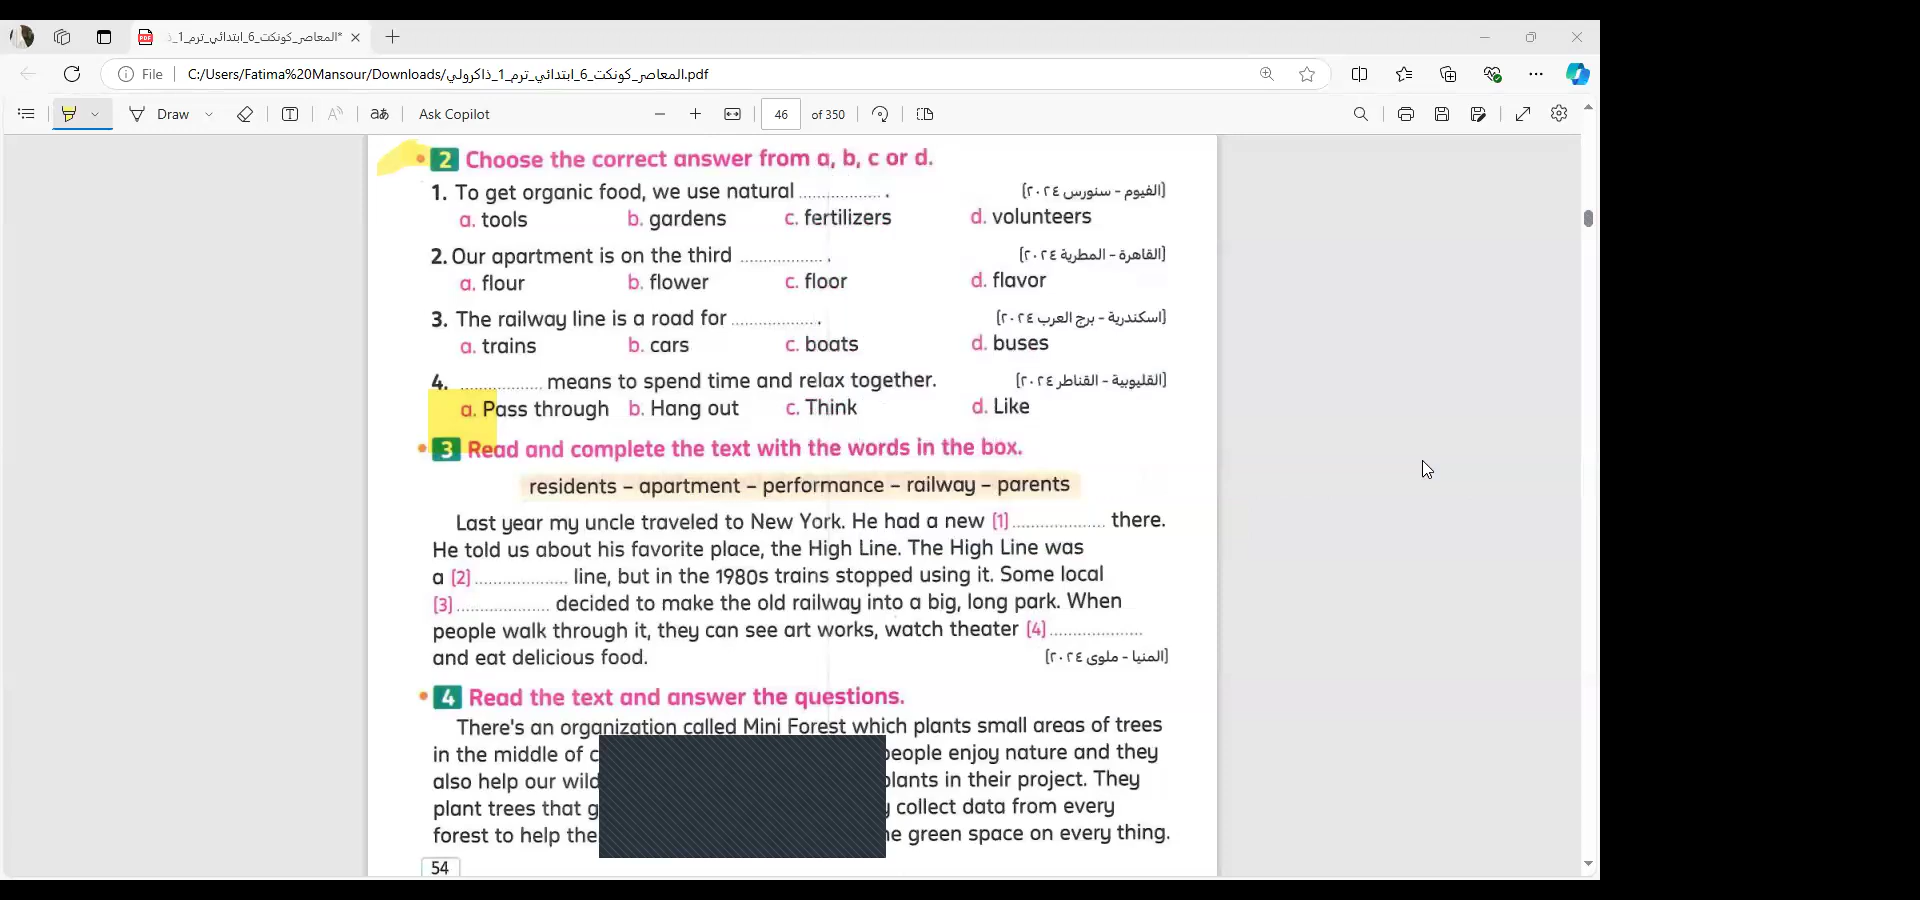 *المعاصر_كونكت_6_ابتدائي_ترم_1_ذ
File
C:/Users/Fatima%20Mansour/Downloads/المعاصر_كونكت_6_ابتدائي_ترم_1_ذاكرولي.pdf
Draw
Ask Copilot
46 of 350
2 Choose the correct answer from a, b, c or d.
1. To get organic food, we use natural ................. . (الفيوم - سنورس ٢٠٢٤)
a. tools b. gardens c. fertilizers d. volunteers
2. Our apartment is on the third ................. . (القاهرة - المطرية ٢٠٢٤)
a. flour b. flower c. floor d. flavor
3. The railway line is a road for ................. . (اسكندرية - برج العرب ٢٠٢٤)
a. trains b. cars c. boats d. buses
4. ................. means to spend time and relax together. (القليوبية - القناطر ٢٠٢٤)
a. Pass through b. Hang out c. Think d. Like
3 Read and complete the text with the words in the box.
residents – apartment – performance – railway – parents
Last year my uncle traveled to New York. He had a new (1) ................. there.
He told us about his favorite place, the High Line. The High Line was
a (2) ................. line, but in the 1980s trains stopped using it. Some local
(3) ................. decided to make the old railway into a big, long park. When
people walk through it, they can see art works, watch theater (4) .................
and eat delicious food. (المنيا - ملوى ٢٠٢٤)
4 Read the text and answer the questions.
There's an organization called Mini Forest which plants small areas of trees
in the middle of c people enjoy nature and they
also help our wild plants in their project. They
plant trees that g y collect data from every
forest to help the he green space on every thing.
54